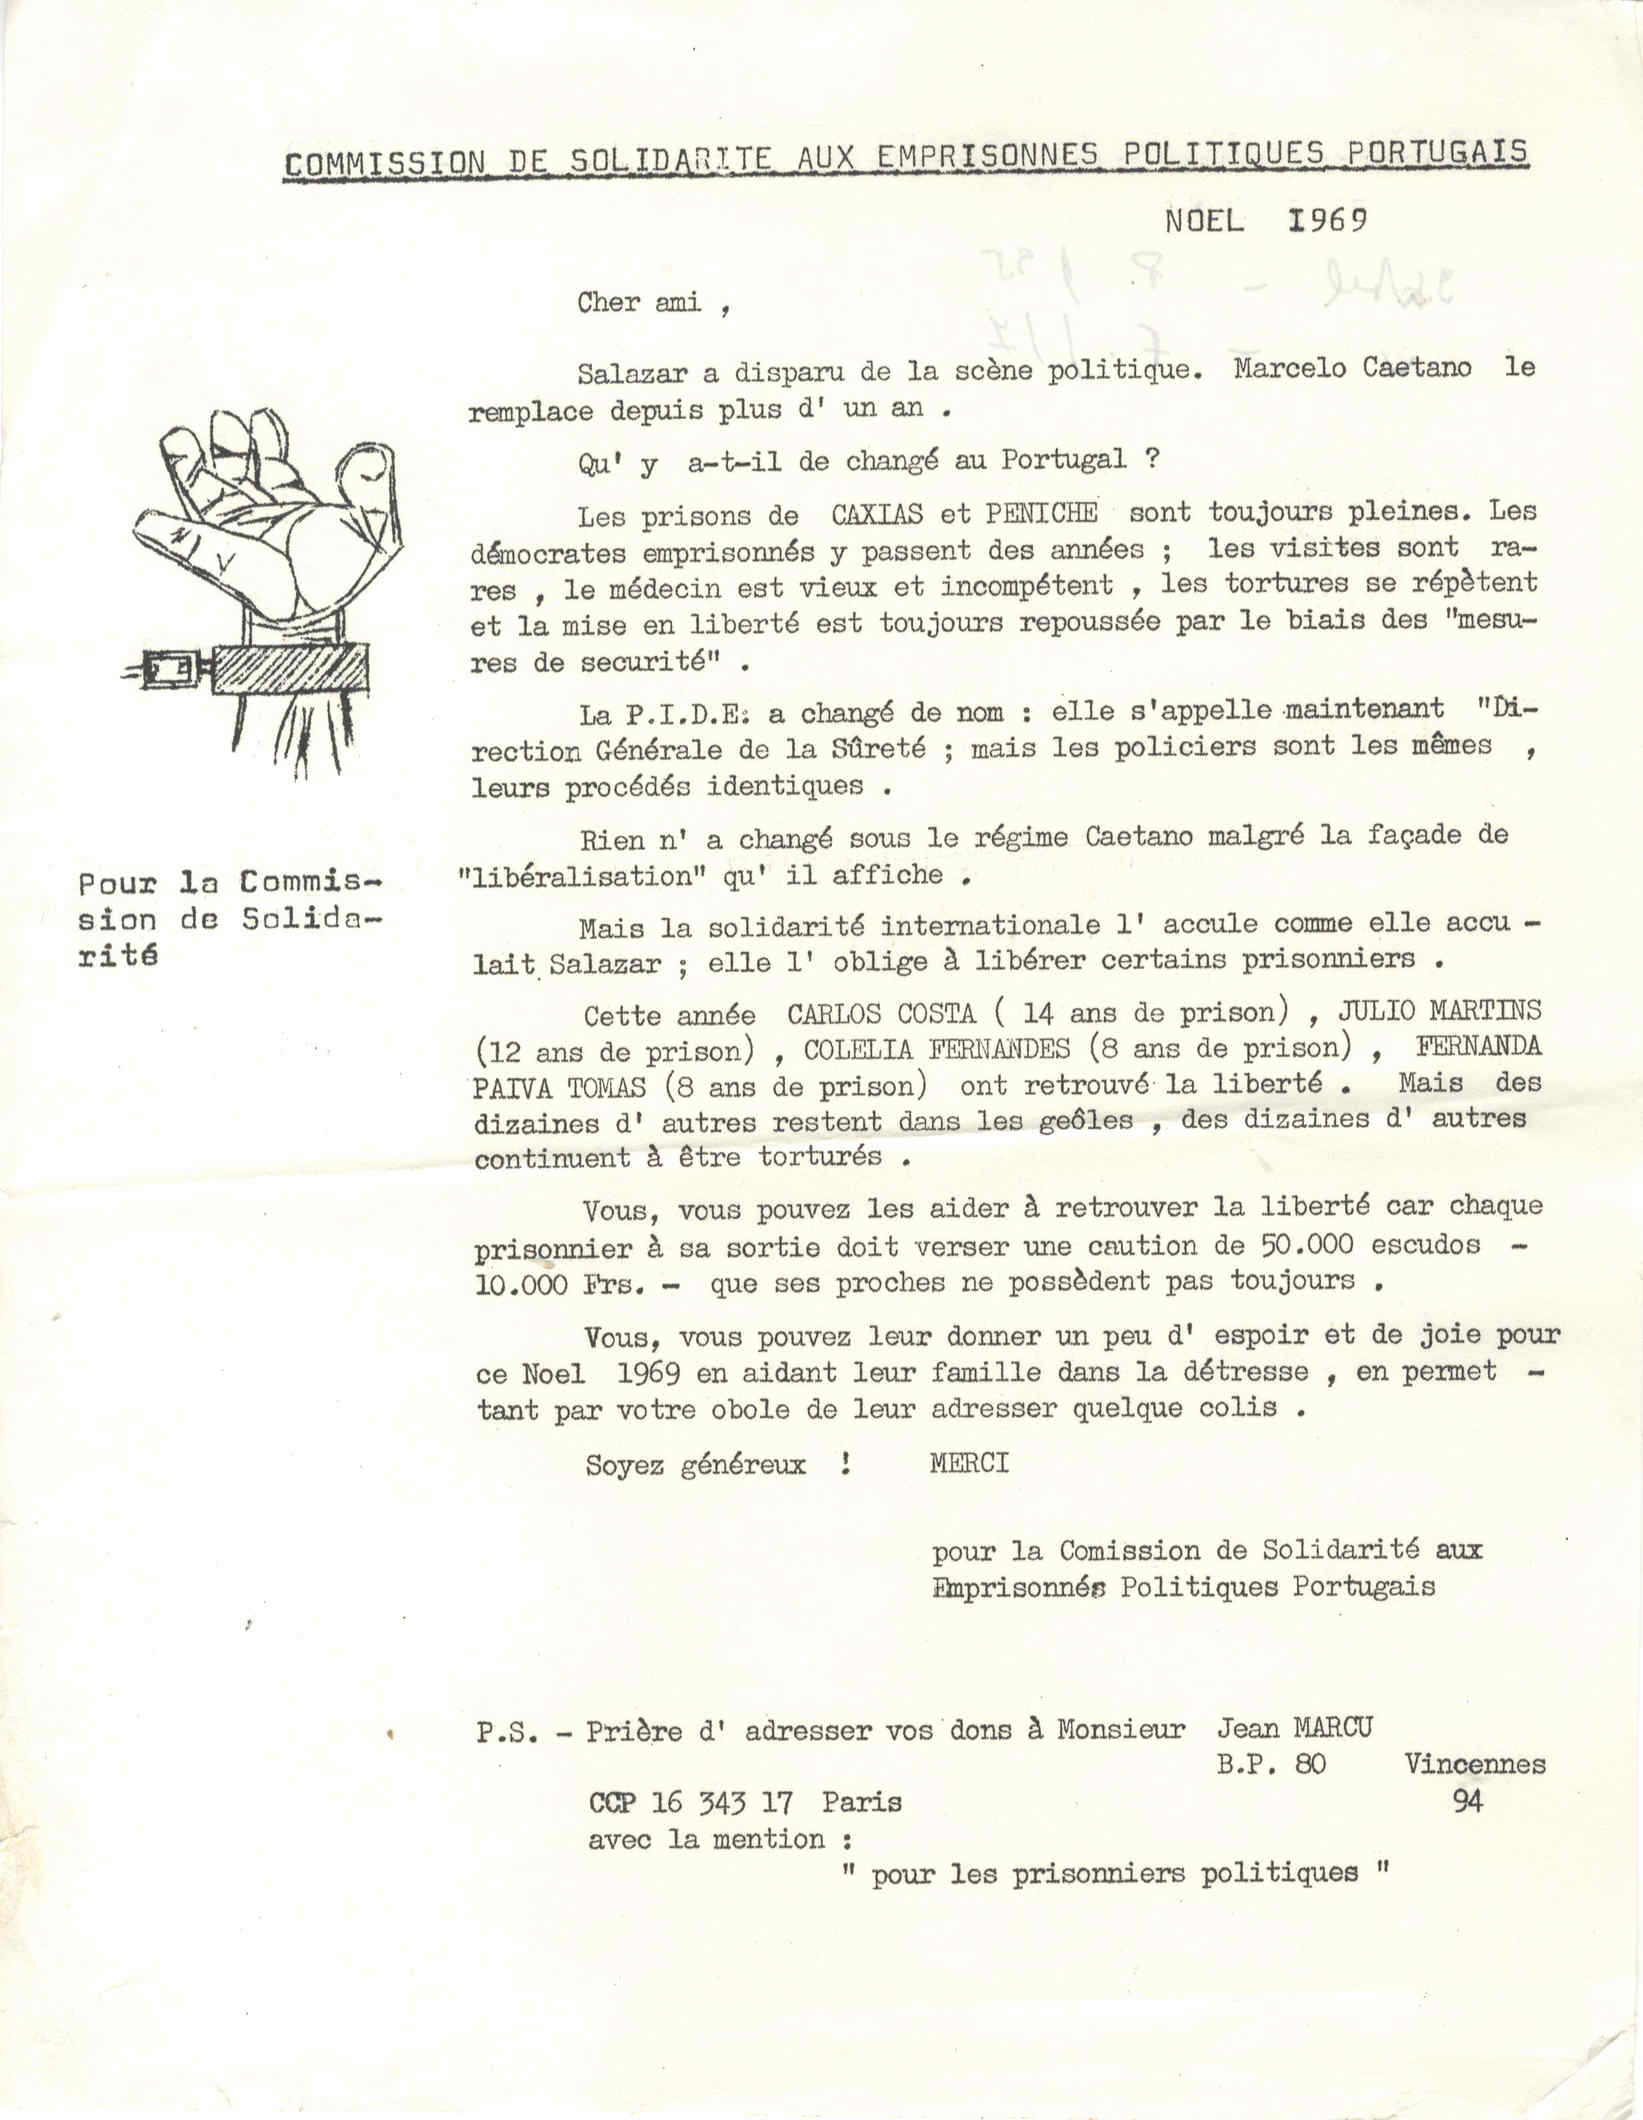 COMMISSION DE SOLIDARITE AUX EMPRISONNES POLITIQUES PORTUGAIS
NOEL I969
Cher ami ,
Salazar a disparu de la scène politique. Marcelo Caetano le
remplace depuis plus d' un an .
Qu' y a-t-il de changé au Portugal ?
Les prisons de CAXIAS et PENICHE sont toujours pleines. Les
démocrates emprisonnés y passent des années ; les visites sont ra-
res , le médecin est vieux et incompétent , les tortures se répètent
et la mise en liberté est toujours repoussée par le biais des "mesu-
res de securité" .
La P.I.D.E. a changé de nom : elle s'appelle maintenant "Di-
rection Générale de la Sûreté ; mais les policiers sont les mêmes ,
leurs procédés identiques .
Rien n' a changé sous le régime Caetano malgré la façade de
"libéralisation" qu' il affiche .
Mais la solidarité internationale l' accule comme elle accu -
lait Salazar ; elle l' oblige à libérer certains prisonniers .
Cette année CARLOS COSTA ( 14 ans de prison) , JULIO MARTINS
(12 ans de prison) , COLELIA FERNANDES (8 ans de prison) , FERNANDA
PAIVA TOMAS (8 ans de prison) ont retrouvé la liberté . Mais des
dizaines d' autres restent dans les geôles , des dizaines d' autres
continuent à être torturés .
Vous, vous pouvez les aider à retrouver la liberté car chaque
prisonnier à sa sortie doit verser une caution de 50.000 escudos -
10.000 Frs. - que ses proches ne possèdent pas toujours .
Vous, vous pouvez leur donner un peu d' espoir et de joie pour
ce Noel 1969 en aidant leur famille dans la détresse , en permet -
tant par votre obole de leur adresser quelque colis .
Soyez généreux ! MERCI
pour la Comission de Solidarité aux
Emprisonnés Politiques Portugais
Pour la Commis-
sion de Solida-
rité
P.S. - Prière d' adresser vos dons à Monsieur Jean MARCU
B.P. 80 Vincennes
CCP 16 343 17 Paris 94
avec la mention :
" pour les prisonniers politiques "